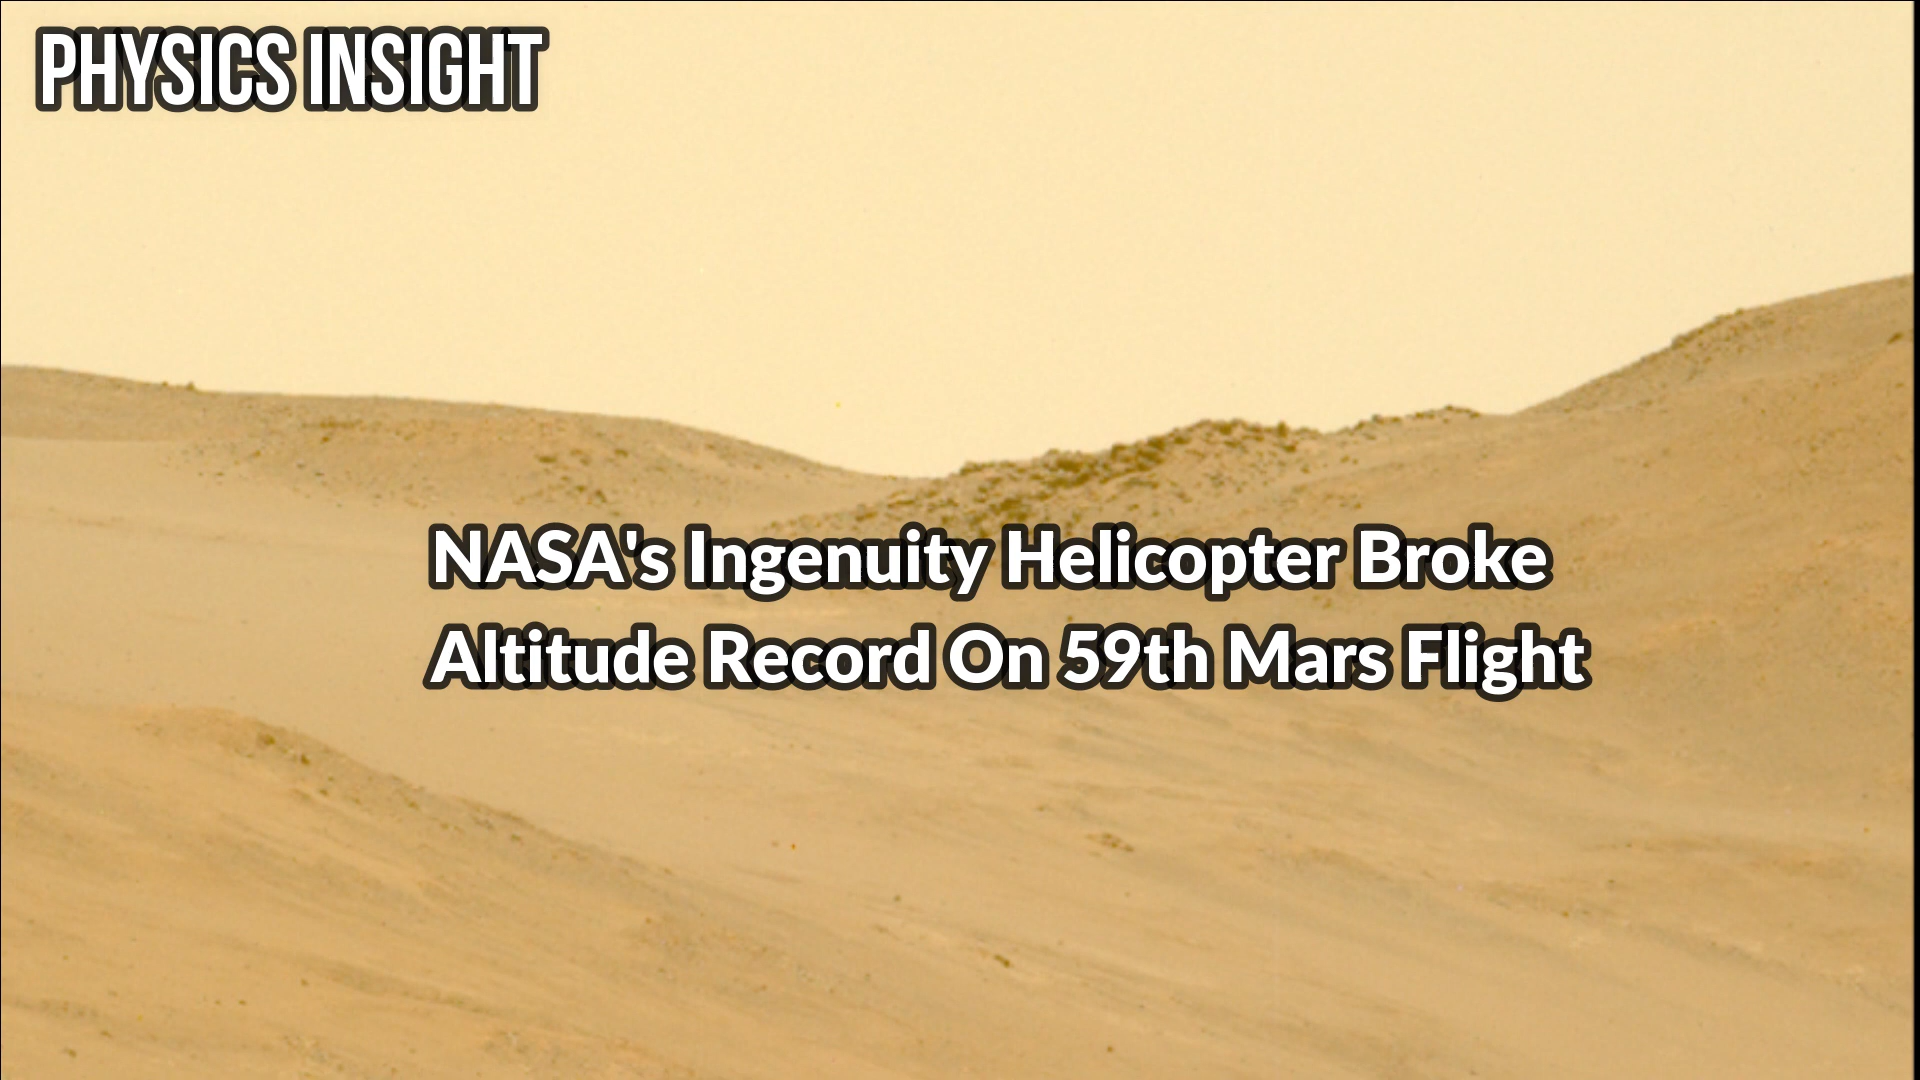 PHYSICS INSIGHT
NASA's Ingenuity Helicopter Broke
Altitude Record On 59th Mars Flight